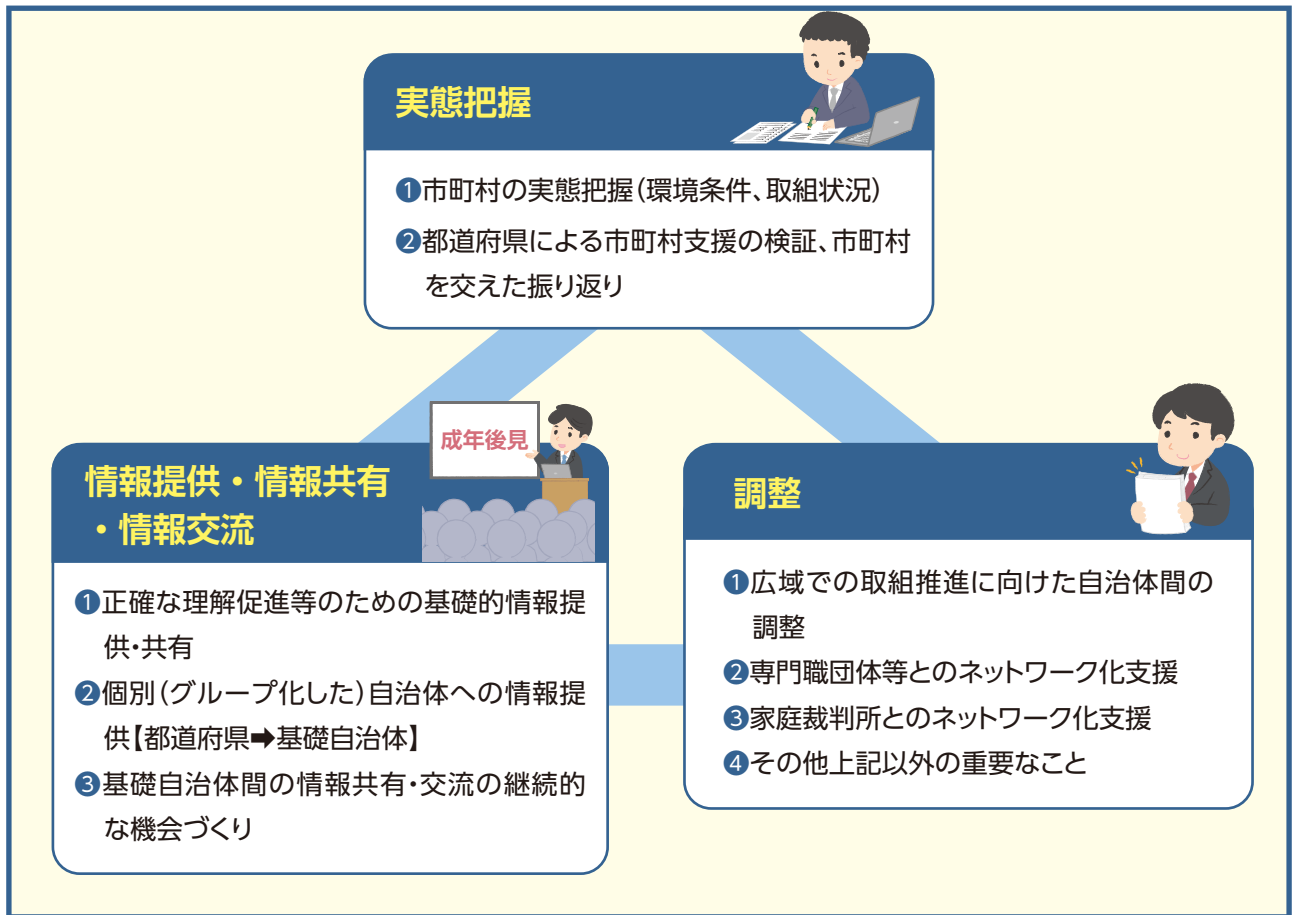 実態把握
❶市町村の実態把握（環境条件、取組状況）
❷都道府県による市町村支援の検証、市町村
を交えた振り返り
成年後見
情報提供・情報共有
・情報交流
❶正確な理解促進等のための基礎的情報提
供・共有
❷個別（グループ化した）自治体への情報提
供【都道府県➡基礎自治体】
❸基礎自治体間の情報共有・交流の継続的
な機会づくり
調整
❶広域での取組推進に向けた自治体間の
調整
❷専門職団体等とのネットワーク化支援
❸家庭裁判所とのネットワーク化支援
❹その他上記以外の重要なこと